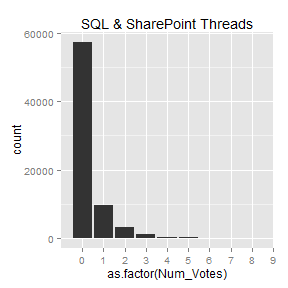 SQL & SharePoint Threads
60000
40000
20000
0
count
0 1 2 3 4 5 6 7 8 9
as.factor(Num_Votes)